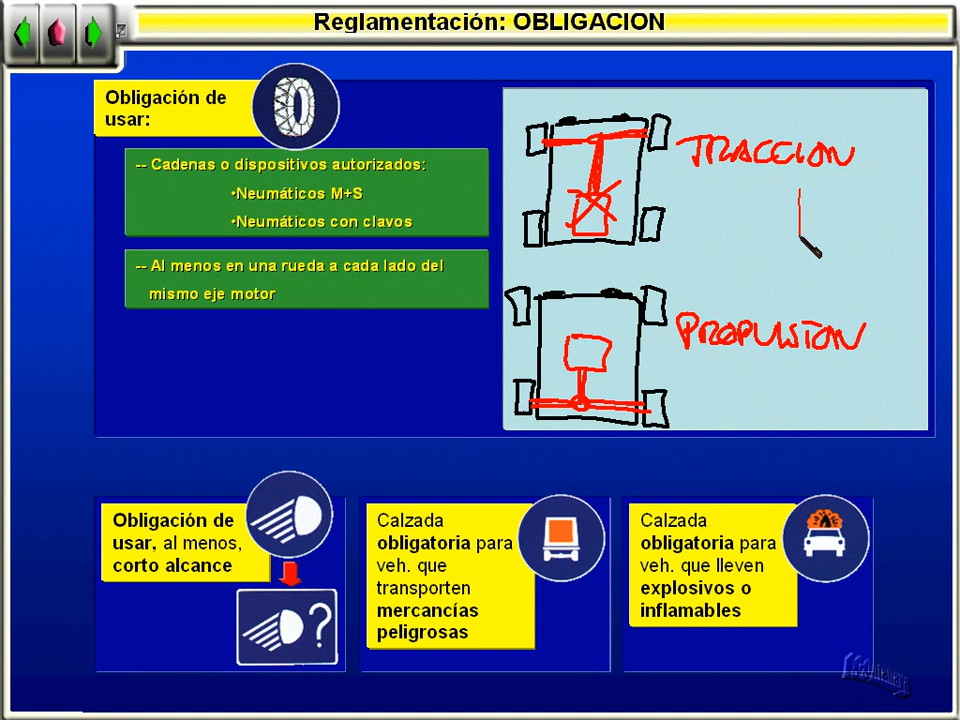 Reglamentación: OBLIGACION
Obligación de
usar:
-- Cadenas o dispositivos autorizados:
•Neumáticos M+S
•Neumáticos con clavos
-- Al menos en una rueda a cada lado del
mismo eje motor
TRACCION
PROPULSION
Obligación de
usar, al menos,
corto alcance
?
Calzada
obligatoria para
veh. que
transporten
mercancías
peligrosas
Calzada
obligatoria para
veh. que lleven
explosivos o
inflamables